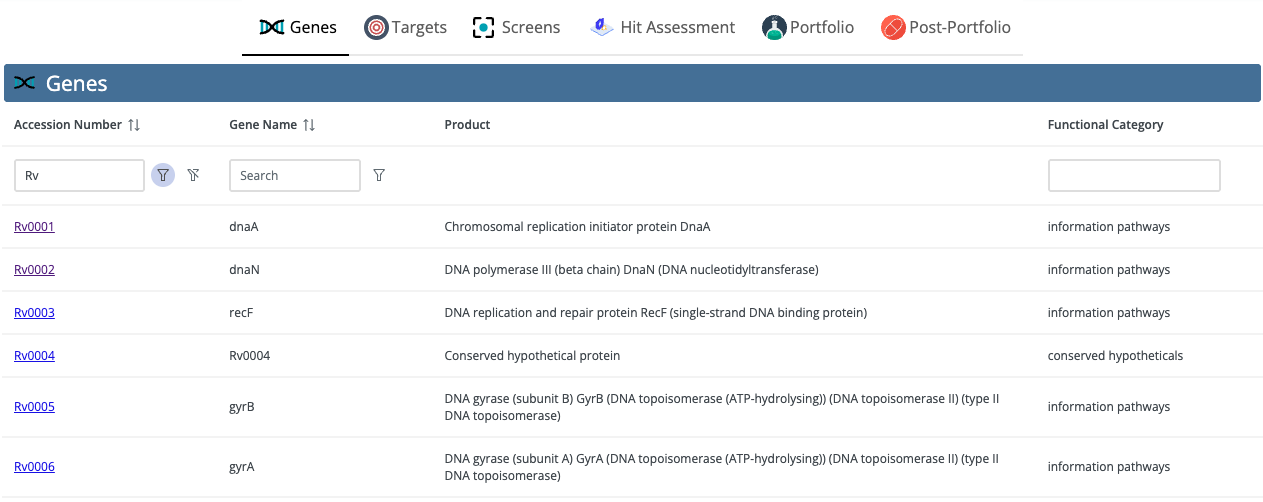 Genes Targets Screens Hit Assessment Portfolio Post-Portfolio
Genes
Accession Number Gene Name Product Functional Category
Rv Search
Rv0001 dnaA Chromosomal replication initiator protein DnaA information pathways
Rv0002 dnaN DNA polymerase III (beta chain) DnaN (DNA nucleotidyltransferase) information pathways
Rv0003 recF DNA replication and repair protein RecF (single-strand DNA binding protein) information pathways
Rv0004 Rv0004 Conserved hypothetical protein conserved hypotheticals
Rv0005 gyrB DNA gyrase (subunit B) GyrB (DNA topoisomerase (ATP-hydrolysing)) (DNA topoisomerase II) (type II information pathways
DNA topoisomerase)
Rv0006 gyrA DNA gyrase (subunit A) GyrA (DNA topoisomerase (ATP-hydrolysing)) (DNA topoisomerase II) (type II information pathways
DNA topoisomerase)